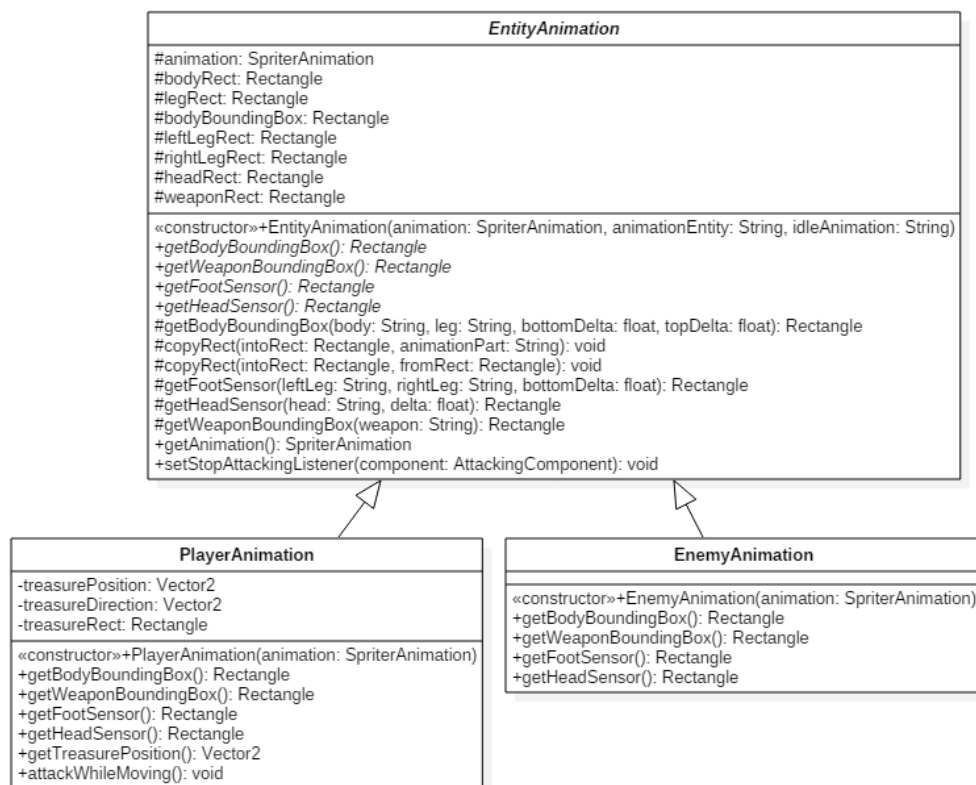 EntityAnimation
#animation: SpriterAnimation
#bodyRect: Rectangle
#legRect: Rectangle
#bodyBoundingBox: Rectangle
#leftLegRect: Rectangle
#rightLegRect: Rectangle
#headRect: Rectangle
#weaponRect: Rectangle
«constructor»+EntityAnimation(animation: SpriterAnimation, animationEntity: String, idleAnimation: String)
+getBodyBoundingBox(): Rectangle
+getWeaponBoundingBox(): Rectangle
+getFootSensor(): Rectangle
+getHeadSensor(): Rectangle
#getBodyBoundingBox(body: String, leg: String, bottomDelta: float, topDelta: float): Rectangle
#copyRect(intoRect: Rectangle, animationPart: String): void
#copyRect(intoRect: Rectangle, fromRect: Rectangle): void
#getFootSensor(leftLeg: String, rightLeg: String, bottomDelta: float): Rectangle
#getHeadSensor(head: String, delta: float): Rectangle
#getWeaponBoundingBox(weapon: String): Rectangle
+getAnimation(): SpriterAnimation
+setStopAttackingListener(component: AttackingComponent): void
PlayerAnimation
-treasurePosition: Vector2
-treasureDirection: Vector2
-treasureRect: Rectangle
«constructor»+PlayerAnimation(animation: SpriterAnimation)
+getBodyBoundingBox(): Rectangle
+getWeaponBoundingBox(): Rectangle
+getFootSensor(): Rectangle
+getHeadSensor(): Rectangle
+getTreasurePosition(): Vector2
+attackWhileMoving(): void
EnemyAnimation
«constructor»+EnemyAnimation(animation: SpriterAnimation)
+getBodyBoundingBox(): Rectangle
+getWeaponBoundingBox(): Rectangle
+getFootSensor(): Rectangle
+getHeadSensor(): Rectangle